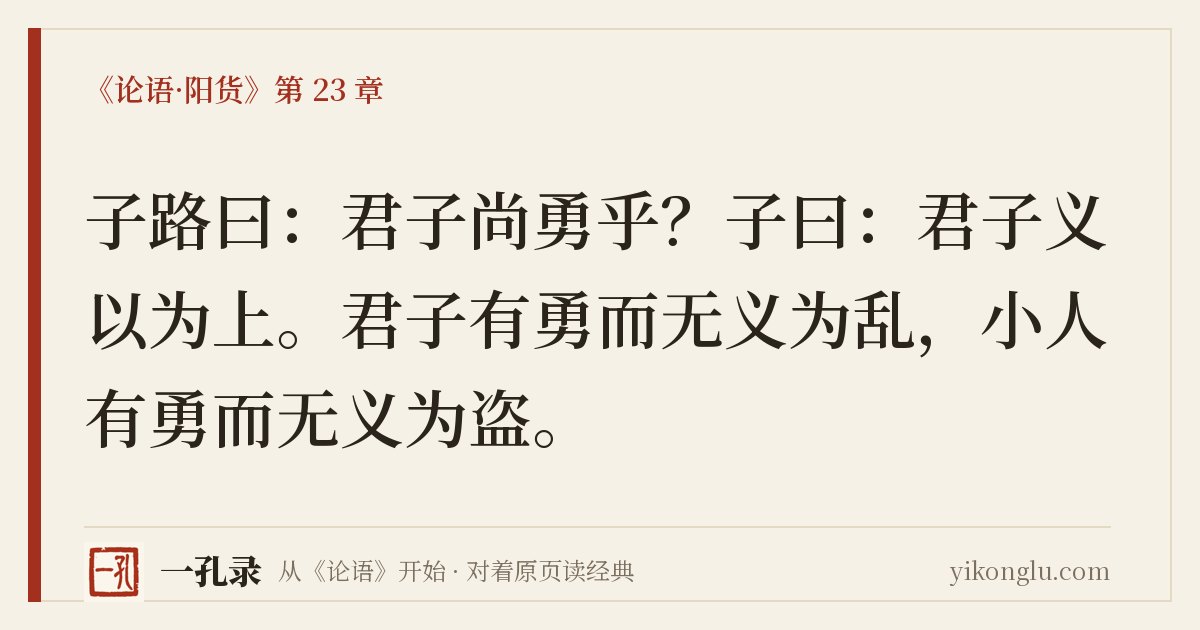 《论语·阳货》第 23 章
子路曰：君子尚勇乎？子曰：君子义
以为上。君子有勇而无义为乱，小人
有勇而无义为盗。
一孔
一孔录 从《论语》开始 · 对着原页读经典 yikonglu.com